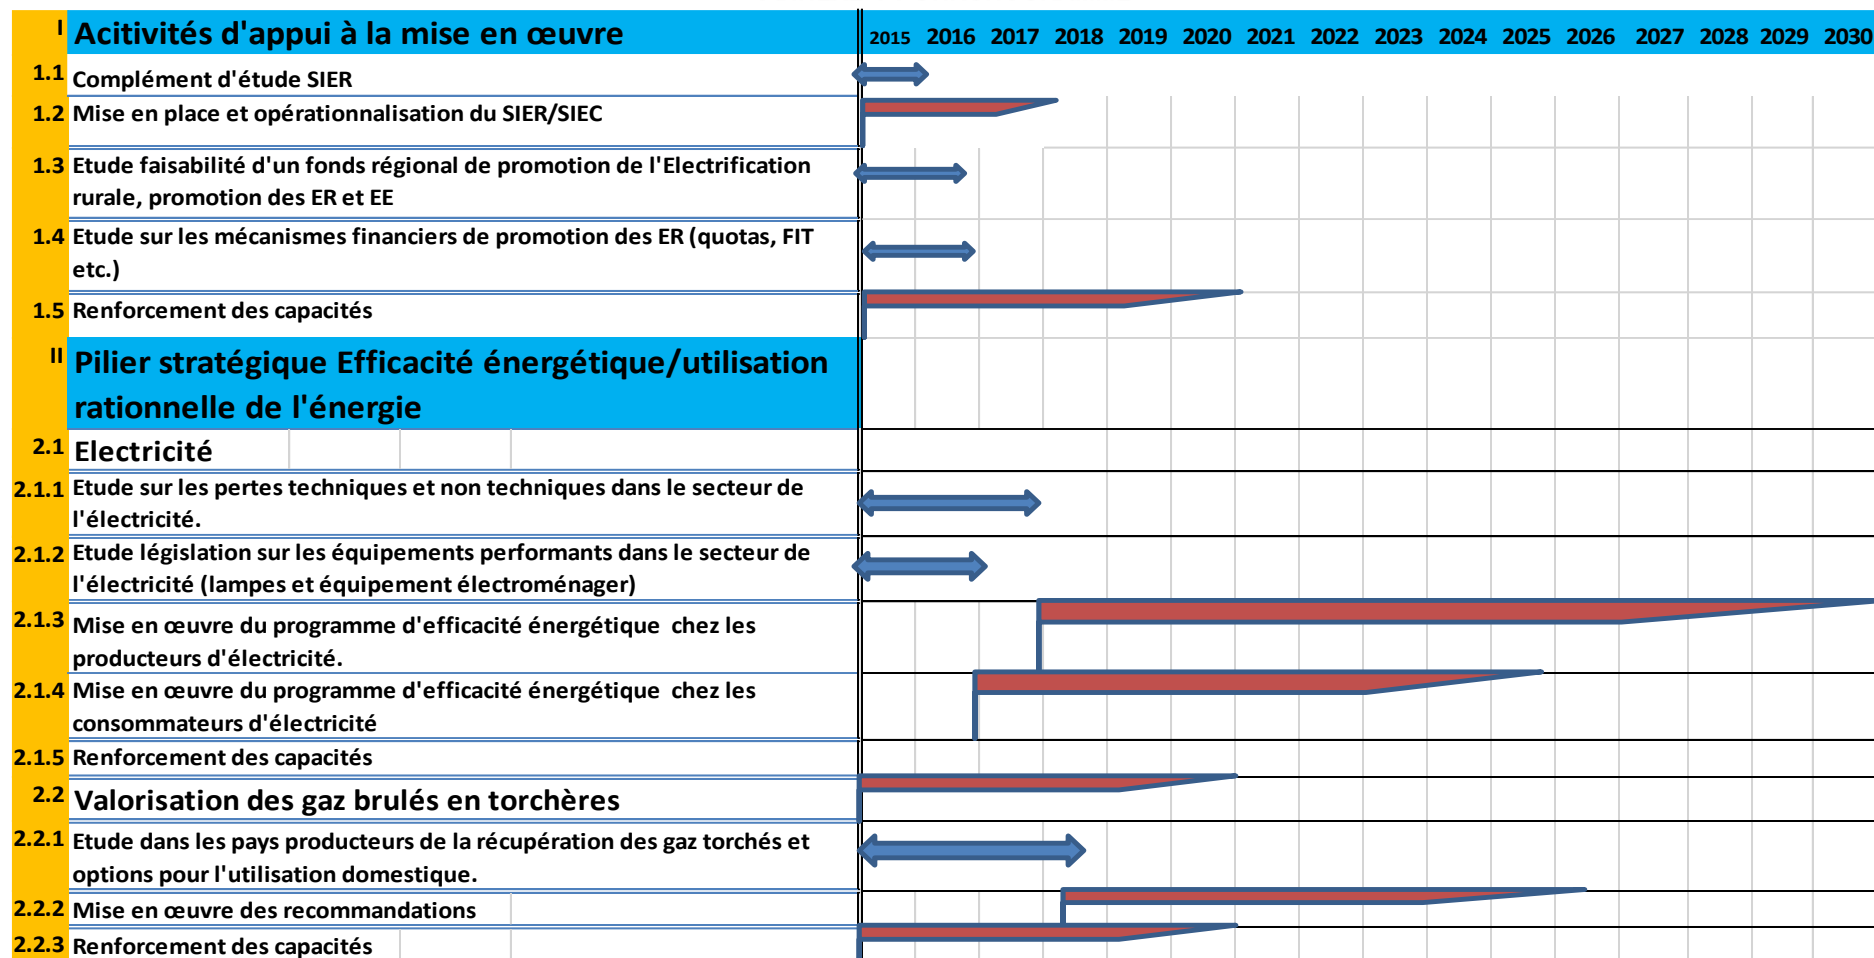 I Acitivités d'appui à la mise en œuvre 2015 2016 2017 2018 2019 2020 2021 2022 2023 2024 2025 2026 2027 2028 2029 2030
1.1 Complément d'étude SIER
1.2 Mise en place et opérationnalisation du SIER/SIEC
1.3 Etude faisabilité d'un fonds régional de promotion de l'Electrification
rurale, promotion des ER et EE
1.4 Etude sur les mécanismes financiers de promotion des ER (quotas, FIT
etc.)
1.5 Renforcement des capacités
II Pilier stratégique Efficacité énergétique/utilisation
rationnelle de l'énergie
2.1 Electricité
2.1.1 Etude sur les pertes techniques et non techniques dans le secteur de
l'électricité.
2.1.2 Etude législation sur les équipements performants dans le secteur de
l'électricité (lampes et équipement électroménager)
2.1.3 Mise en œuvre du programme d'efficacité énergétique chez les
producteurs d'électricité.
2.1.4 Mise en œuvre du programme d'efficacité énergétique chez les
consommateurs d'électricité
2.1.5 Renforcement des capacités
2.2 Valorisation des gaz brulés en torchères
2.2.1 Etude dans les pays producteurs de la récupération des gaz torchés et
options pour l'utilisation domestique.
2.2.2 Mise en œuvre des recommandations
2.2.3 Renforcement des capacités